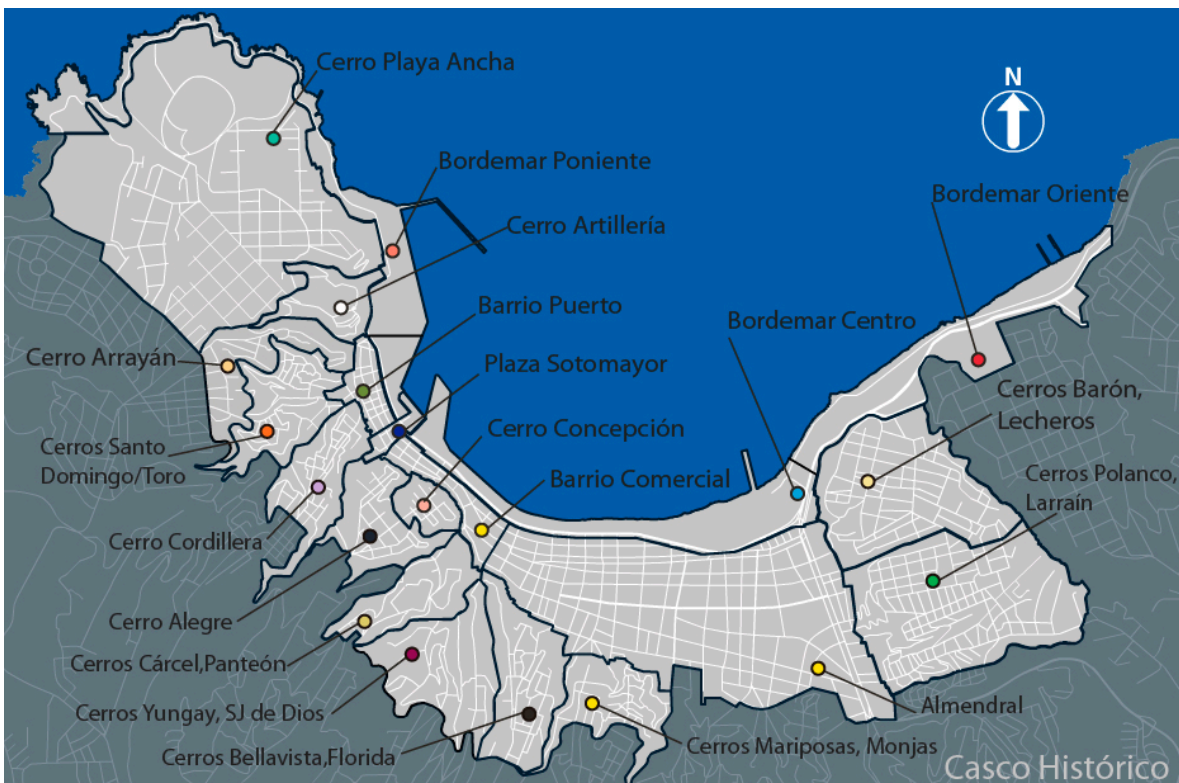 Cerro Playa Ancha
N
Bordemar Poniente
Bordemar Oriente
Cerro Artillería
Barrio Puerto
Bordemar Centro
Cerro Arrayán
Plaza Sotomayor
Cerros Barón,
Lecheros
Cerro Concepción
Cerros Santo
Domingo/Toro
Barrio Comercial
Cerros Polanco,
Larraín
Cerro Cordillera
Cerro Alegre
Cerros Cárcel,Panteón
Cerros Yungay, SJ de Dios
Almendral
Cerros Bellavista,Florida
Cerros Mariposas, Monjas
Casco Histórico